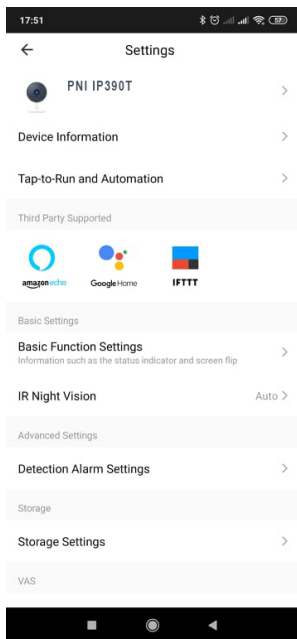 17:51
57
Settings
PNI IP390T
Device Information
Tap-to-Run and Automation
Third Party Supported
amazon echo
Google Home
IFTTT
Basic Settings
Basic Function Settings
Information such as the status indicator and screen flip
IR Night Vision
Auto
Advanced Settings
Detection Alarm Settings
Storage
Storage Settings
VAS